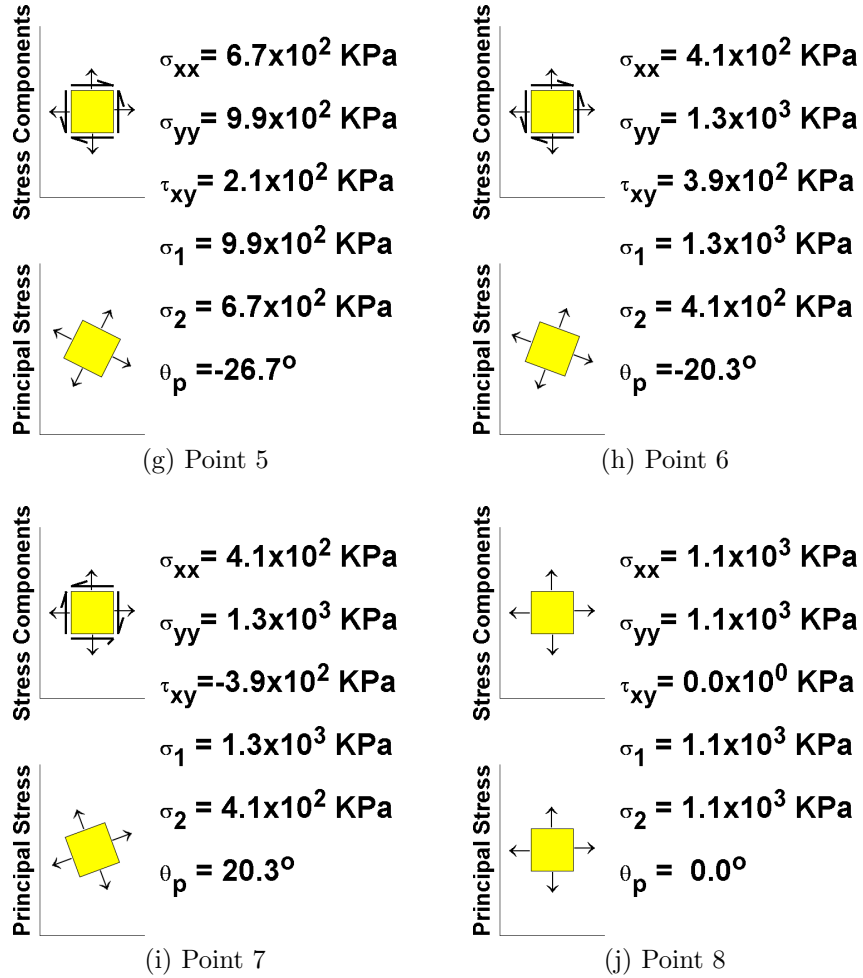 Stress Components
σxx= 6.7x10² KPa
σyy= 9.9x10² KPa
τxy= 2.1x10² KPa
Principal Stress
σ1 = 9.9x10² KPa
σ2 = 6.7x10² KPa
θp =-26.7º
(g) Point 5
Stress Components
σxx= 4.1x10² KPa
σyy= 1.3x10³ KPa
τxy= 3.9x10² KPa
Principal Stress
σ1 = 1.3x10³ KPa
σ2 = 4.1x10² KPa
θp =-20.3º
(h) Point 6
Stress Components
σxx= 4.1x10² KPa
σyy= 1.3x10³ KPa
τxy=-3.9x10² KPa
Principal Stress
σ1 = 1.3x10³ KPa
σ2 = 4.1x10² KPa
θp = 20.3º
(i) Point 7
Stress Components
σxx= 1.1x10³ KPa
σyy= 1.1x10³ KPa
τxy= 0.0x10⁰ KPa
Principal Stress
σ1 = 1.1x10³ KPa
σ2 = 1.1x10³ KPa
θp = 0.0º
(j) Point 8